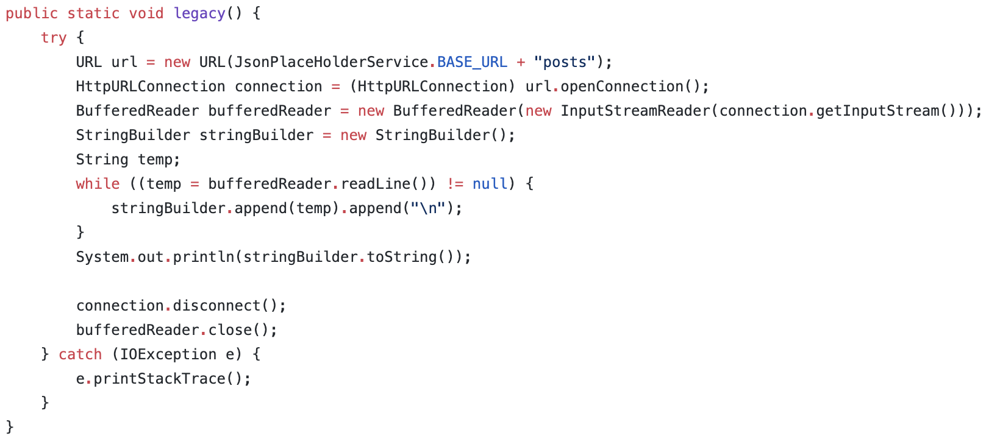 public static void legacy() {
    try {
        URL url = new URL(JsonPlaceHolderService.BASE_URL + "posts");
        HttpURLConnection connection = (HttpURLConnection) url.openConnection();
        BufferedReader bufferedReader = new BufferedReader(new InputStreamReader(connection.getInputStream()));
        StringBuilder stringBuilder = new StringBuilder();
        String temp;
        while ((temp = bufferedReader.readLine()) != null) {
            stringBuilder.append(temp).append("\n");
        }
        System.out.println(stringBuilder.toString());

        connection.disconnect();
        bufferedReader.close();
    } catch (IOException e) {
        e.printStackTrace();
    }
}